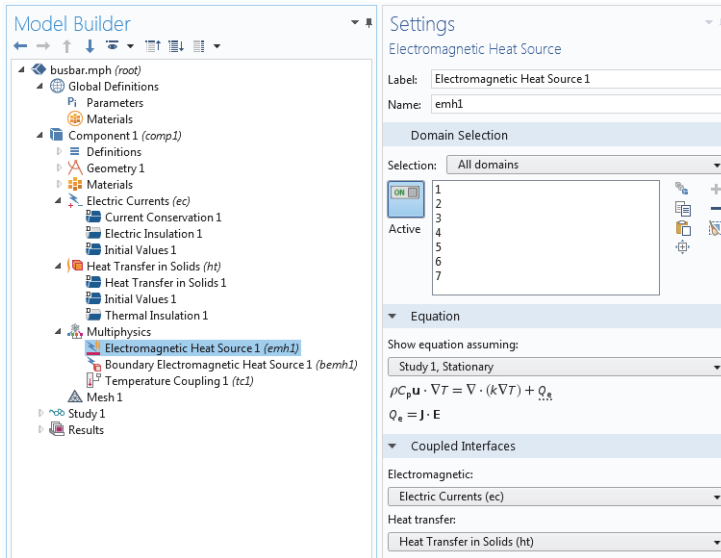 Model Builder
busbar.mph (root)
Global Definitions
Pi Parameters
Materials
Component 1 (comp1)
Definitions
Geometry 1
Materials
Electric Currents (ec)
Current Conservation 1
Electric Insulation 1
Initial Values 1
Heat Transfer in Solids (ht)
Heat Transfer in Solids 1
Initial Values 1
Thermal Insulation 1
Multiphysics
Electromagnetic Heat Source 1 (emh1)
Boundary Electromagnetic Heat Source 1 (bemh1)
Temperature Coupling 1 (tc1)
Mesh 1
Study 1
Results
Settings
Electromagnetic Heat Source
Label: Electromagnetic Heat Source 1
Name: emh1
Domain Selection
Selection: All domains
ON
Active
1
2
3
4
5
6
7
Equation
Show equation assuming:
Study 1, Stationary
ρCₚu · ∇T = ∇ · (k∇T) + Qₑ
Qₑ = J · E
Coupled Interfaces
Electromagnetic:
Electric Currents (ec)
Heat transfer:
Heat Transfer in Solids (ht)